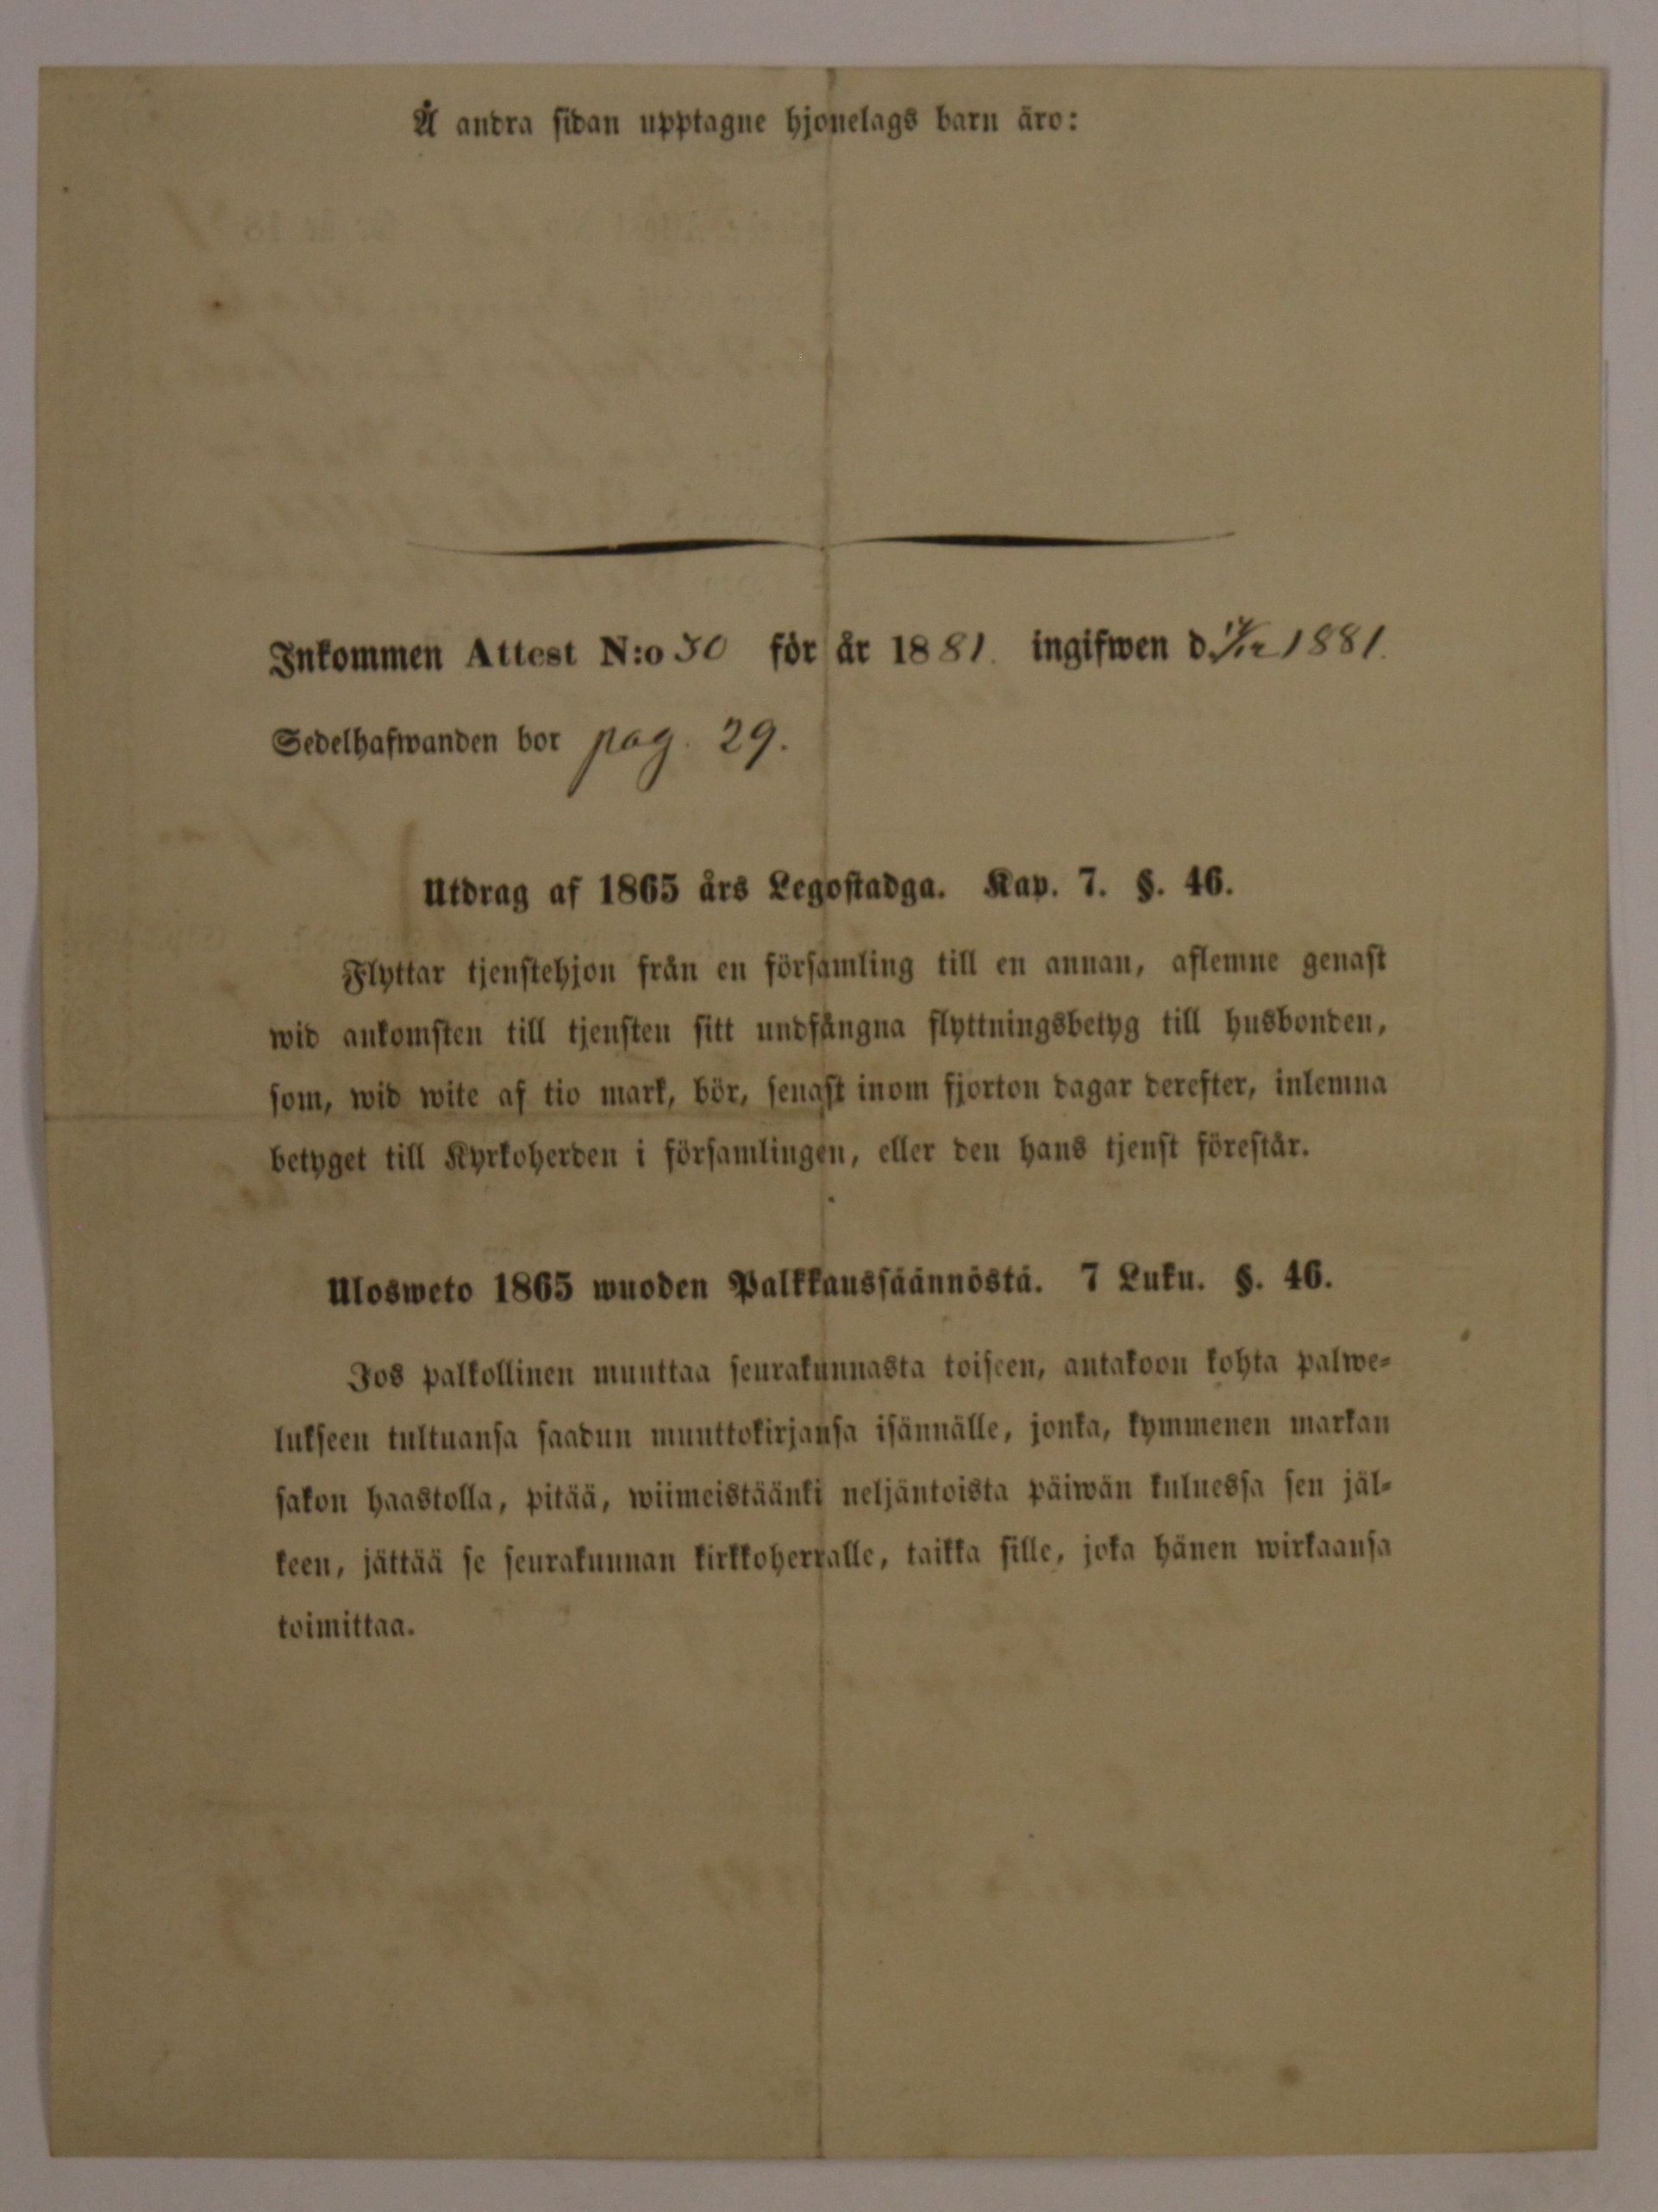 Å andra sidan upptagne hjonelags barn äro:
Inkommen Attest N:o 30 för år 1881. ingifwen d. 1881.
Sedelhafwanden bor pag. 29.
Utdrag af 1865 års Legostadga. Kap. 7. §. 46.
Flyttar tjenstehjon från en församling till en annan, aflemne genast
wid ankomsten till tjensten sitt undfångna flyttningsbetyg till husbonden,
som, wid wite af tio mark, bör, senast inom fjorton dagar derefter, inlemna
betyget till Kyrkoherden i församlingen, eller den hans tjenst förestår.
Ulosweto 1865 wuoden Palkkaussäännöstä. 7 Luku. §. 46.
Jos palkollinen muuttaa seurakunnasta toiseen, antakoon kohta palwe-
lukseen tultuansa saadun muuttokirjansa isännälle, jonka, kymmenen markan
sakon haastolla, pitää, wiimeistäänki neljäntoista päiwän kuluessa sen jäl-
keen, jättää se seurakunnan kirkkoherralle, taikka sille, joka hänen wirkaansa
toimittaa.